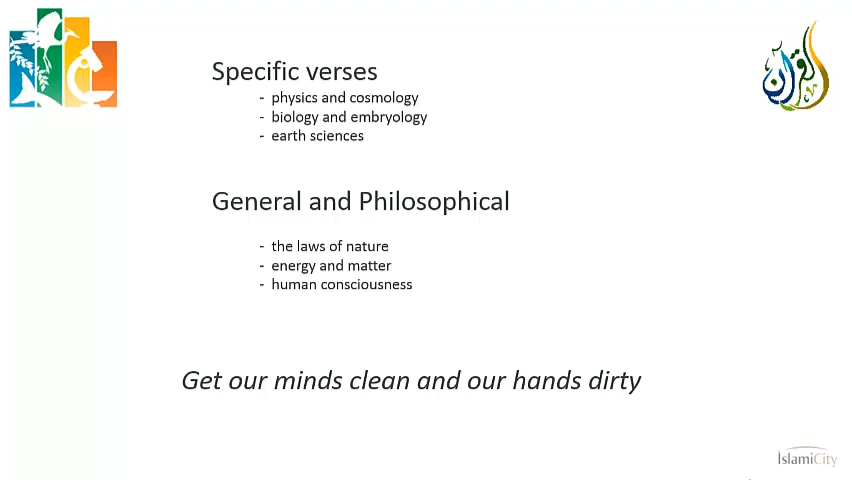 Specific verses
- physics and cosmology
- biology and embryology
- earth sciences
General and Philosophical
- the laws of nature
- energy and matter
- human consciousness
Get our minds clean and our hands dirty
القرآن
IslamiCity